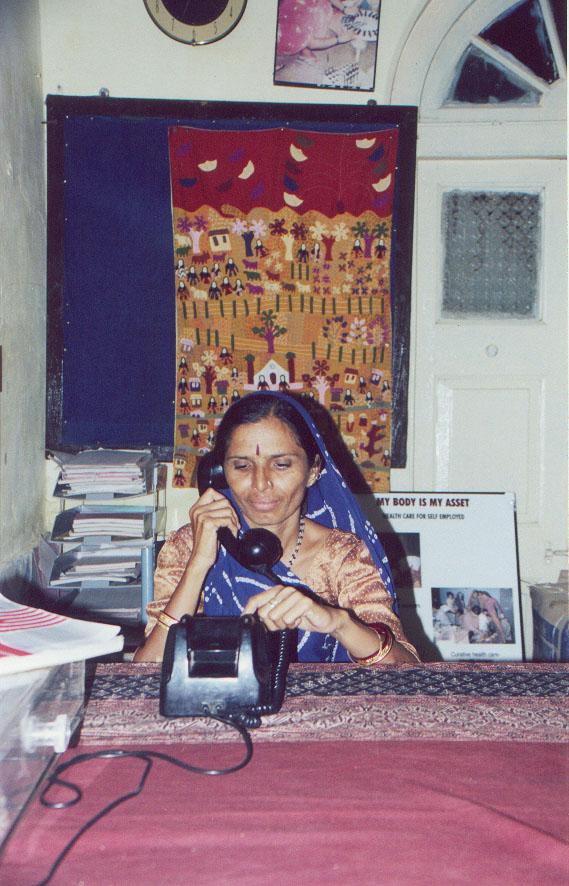 MY BODY IS MY ASSET
HEALTH CARE FOR SELF EMPLOYED
Curative health care